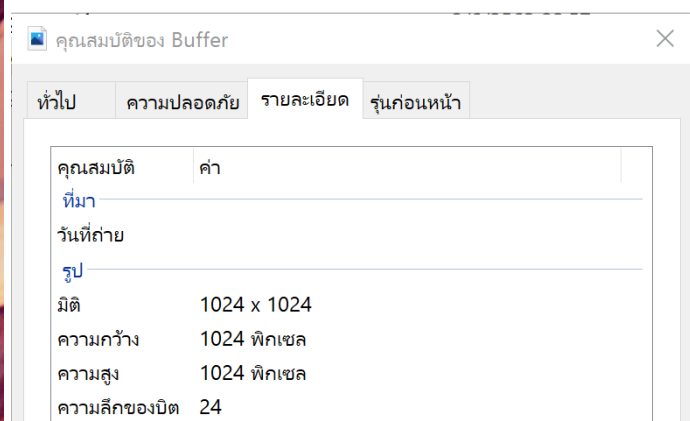 คุณสมบัติของ Buffer
ทั่วไป ความปลอดภัย รายละเอียด รุ่นก่อนหน้า
คุณสมบัติ ค่า
ที่มา
วันที่ถ่าย
รูป
มิติ 1024 x 1024
ความกว้าง 1024 พิกเซล
ความสูง 1024 พิกเซล
ความลึกของบิต 24